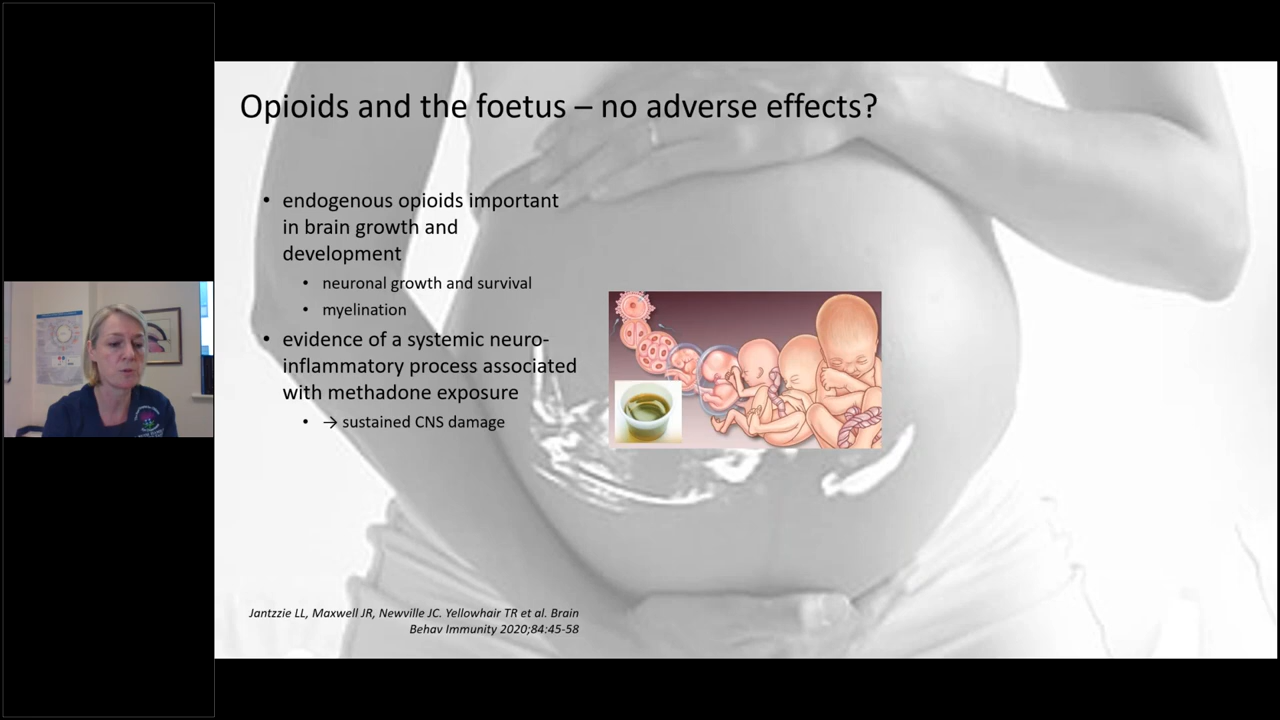 Opioids and the foetus – no adverse effects?
• endogenous opioids important
in brain growth and
development
• neuronal growth and survival
• myelination
• evidence of a systemic neuro-
inflammatory process associated
with methadone exposure
• → sustained CNS damage
Jantzzie LL, Maxwell JR, Newville JC. Yellowhair TR et al. Brain
Behav Immunity 2020;84:45-58